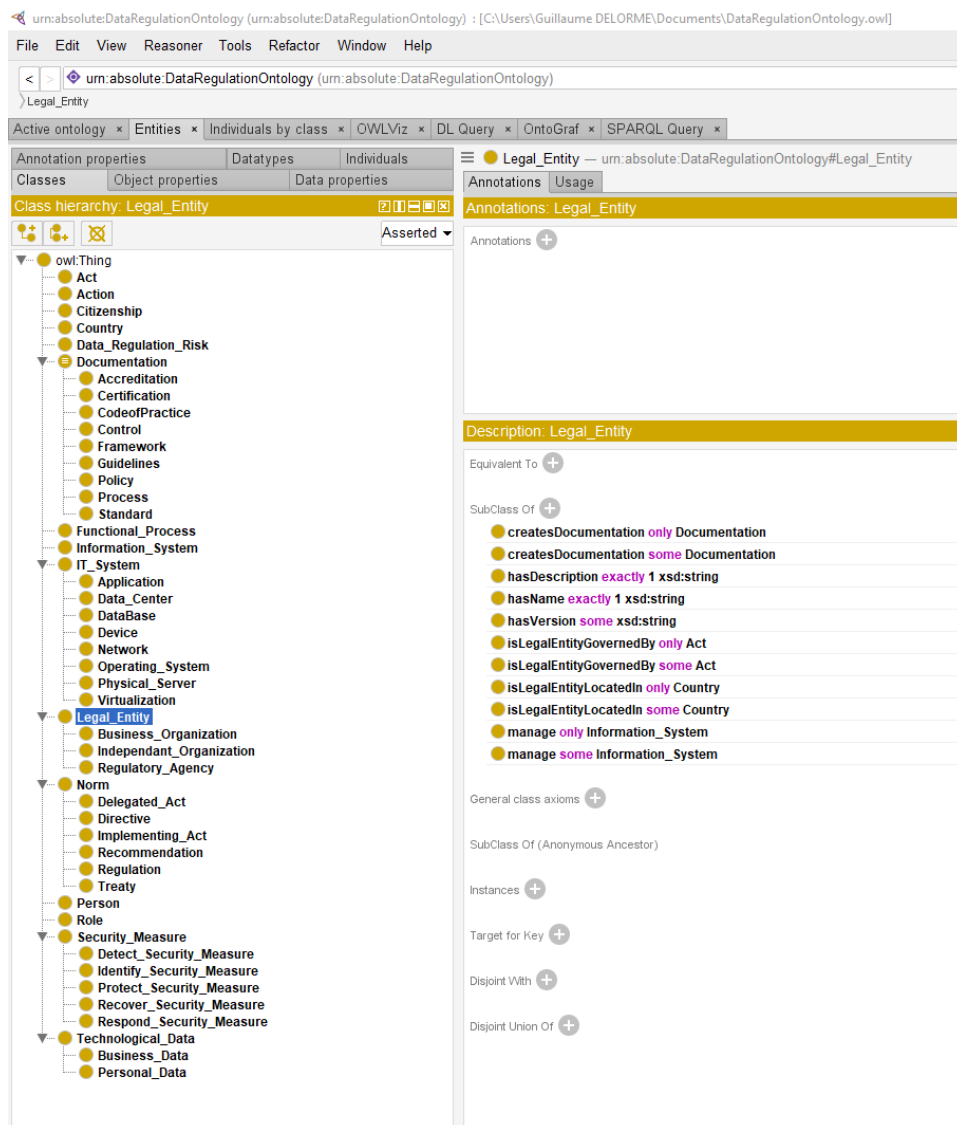 urn:absolute:DataRegulationOntology (urn:absolute:DataRegulationOntology) : [C:\Users\Guillaume DELORME\Documents\DataRegulationOntology.owl]
File Edit View Reasoner Tools Refactor Window Help
< > urn:absolute:DataRegulationOntology (urn:absolute:DataRegulationOntology)
Legal_Entity
Active ontology × Entities × Individuals by class × OWLViz × DL Query × OntoGraf × SPARQL Query ×
Annotation properties Datatypes Individuals
Classes Object properties Data properties
Class hierarchy: Legal_Entity
Asserted
owl:Thing
Act
Action
Citizenship
Country
Data_Regulation_Risk
Documentation
Accreditation
Certification
CodeofPractice
Control
Framework
Guidelines
Policy
Process
Standard
Functional_Process
Information_System
IT_System
Application
Data_Center
DataBase
Device
Network
Operating_System
Physical_Server
Virtualization
Legal_Entity
Business_Organization
Independant_Organization
Regulatory_Agency
Norm
Delegated_Act
Directive
Implementing_Act
Recommendation
Regulation
Treaty
Person
Role
Security_Measure
Detect_Security_Measure
Identify_Security_Measure
Protect_Security_Measure
Recover_Security_Measure
Respond_Security_Measure
Technological_Data
Business_Data
Personal_Data
Legal_Entity — urn:absolute:DataRegulationOntology#Legal_Entity
Annotations Usage
Annotations: Legal_Entity
Annotations
Description: Legal_Entity
Equivalent To
SubClass Of
createsDocumentation only Documentation
createsDocumentation some Documentation
hasDescription exactly 1 xsd:string
hasName exactly 1 xsd:string
hasVersion some xsd:string
isLegalEntityGovernedBy only Act
isLegalEntityGovernedBy some Act
isLegalEntityLocatedIn only Country
isLegalEntityLocatedIn some Country
manage only Information_System
manage some Information_System
General class axioms
SubClass Of (Anonymous Ancestor)
Instances
Target for Key
Disjoint With
Disjoint Union Of